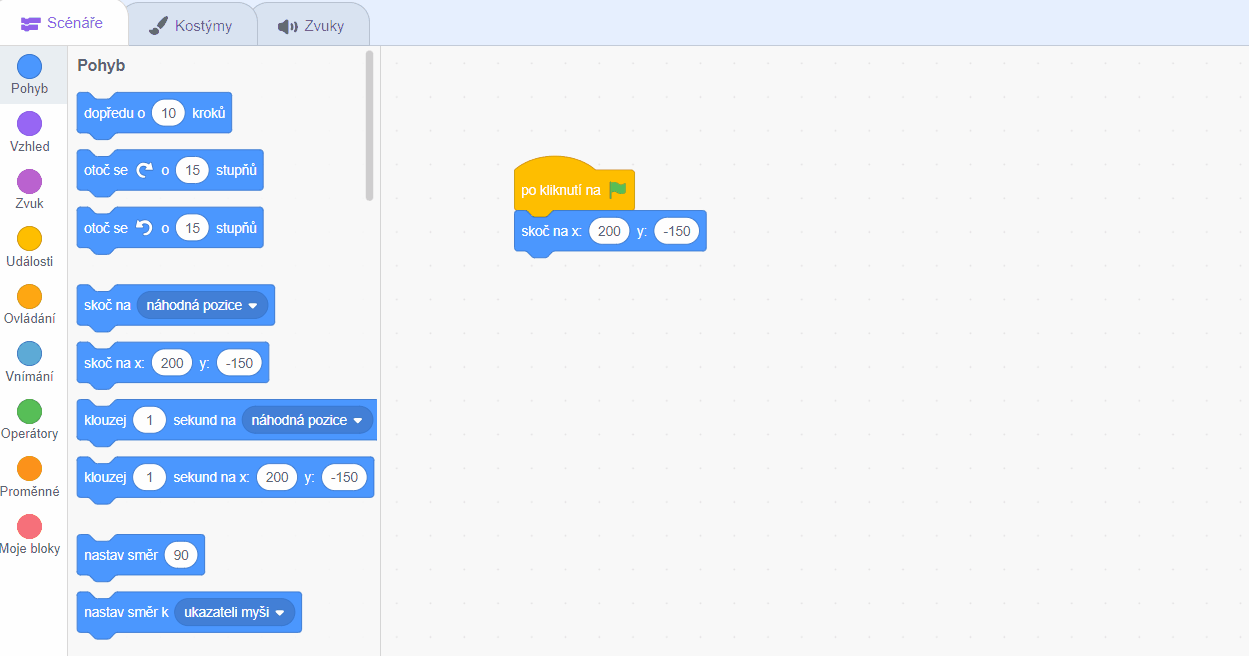 Scénáře
Kostýmy
Zvuky
Pohyb
Vzhled
Zvuk
Události
Ovládání
Vnímání
Operátory
Proměnné
Moje bloky
Pohyb
dopředu o 10 kroků
otoč se o 15 stupňů
otoč se o 15 stupňů
skoč na náhodná pozice
skoč na x: 200 y: -150
klouzej 1 sekund na náhodná pozice
klouzej 1 sekund na x: 200 y: -150
nastav směr 90
nastav směr k ukazateli myši
po kliknutí na
skoč na x: 200 y: -150